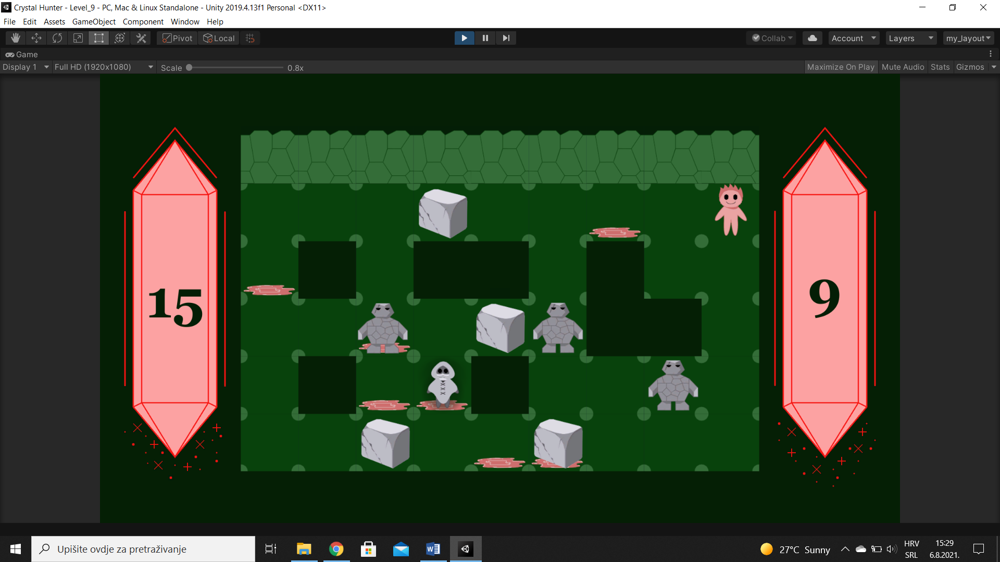 Crystal Hunter - Level_9 - PC, Mac & Linux Standalone - Unity 2019.4.13f1 Personal <DX11>
File Edit Assets GameObject Component Window Help
Pivot Local Collab Account Layers my_layout
Game
Display 1 Full HD (1920x1080) Scale 0.8x Maximize On Play Mute Audio Stats Gizmos
15
9
Upišite ovdje za pretraživanje
27°C Sunny
HRV
SRL
15:29
6.8.2021.